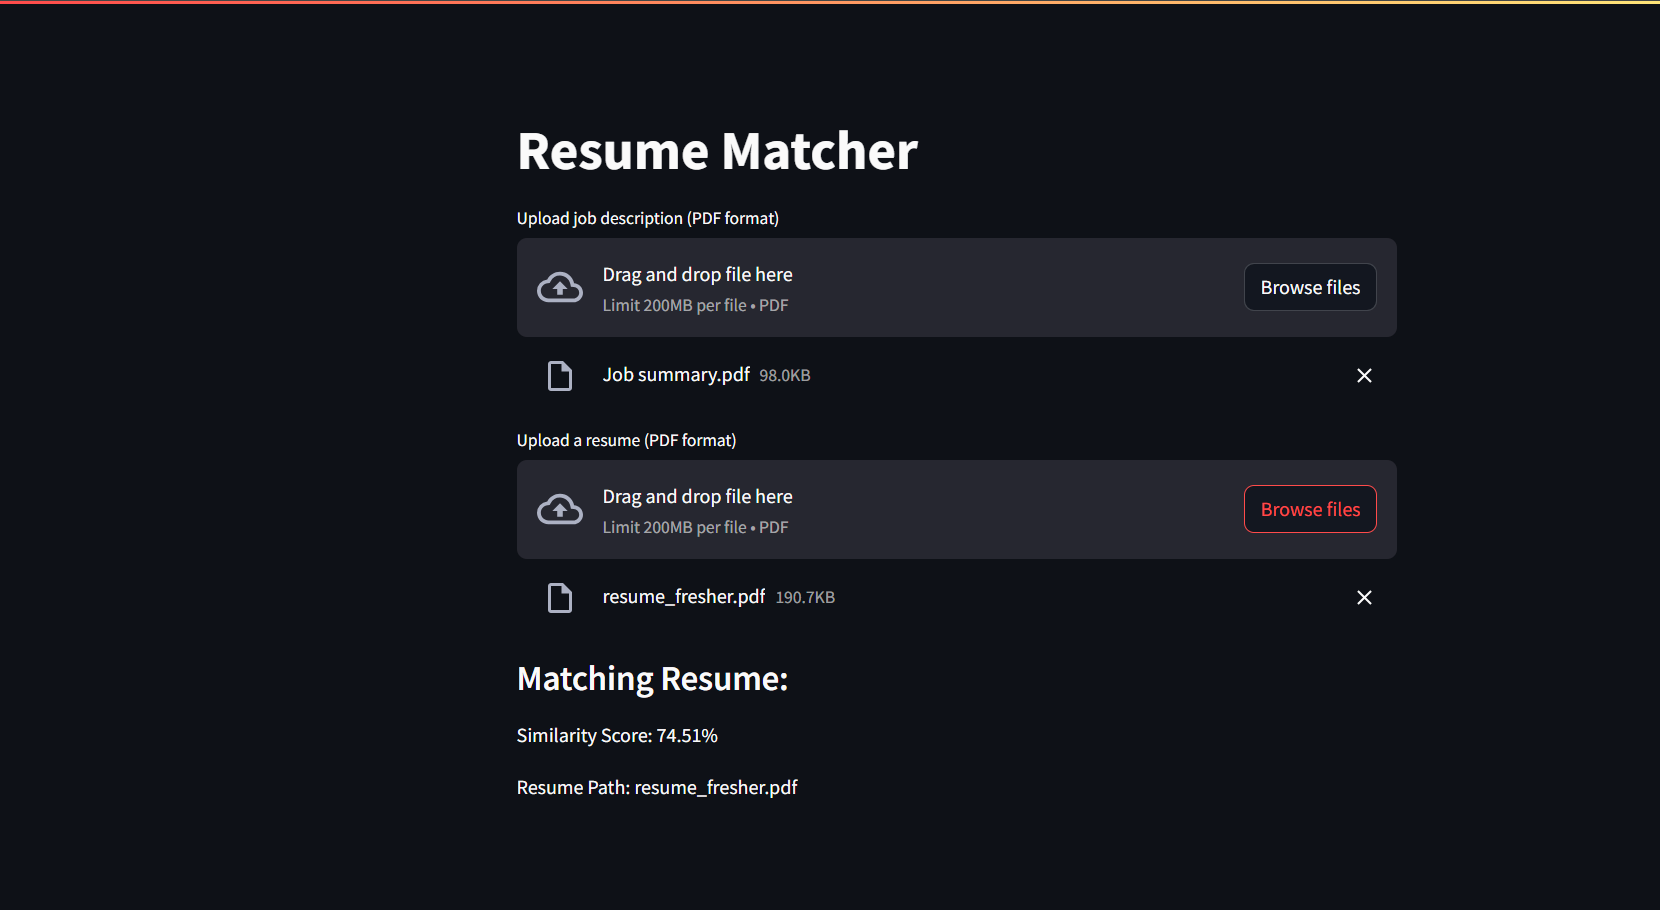 Resume Matcher
Upload job description (PDF format)
Drag and drop file here
Limit 200MB per file • PDF
Browse files
Job summary.pdf 98.0KB
Upload a resume (PDF format)
Drag and drop file here
Limit 200MB per file • PDF
Browse files
resume_fresher.pdf 190.7KB
Matching Resume:
Similarity Score: 74.51%
Resume Path: resume_fresher.pdf